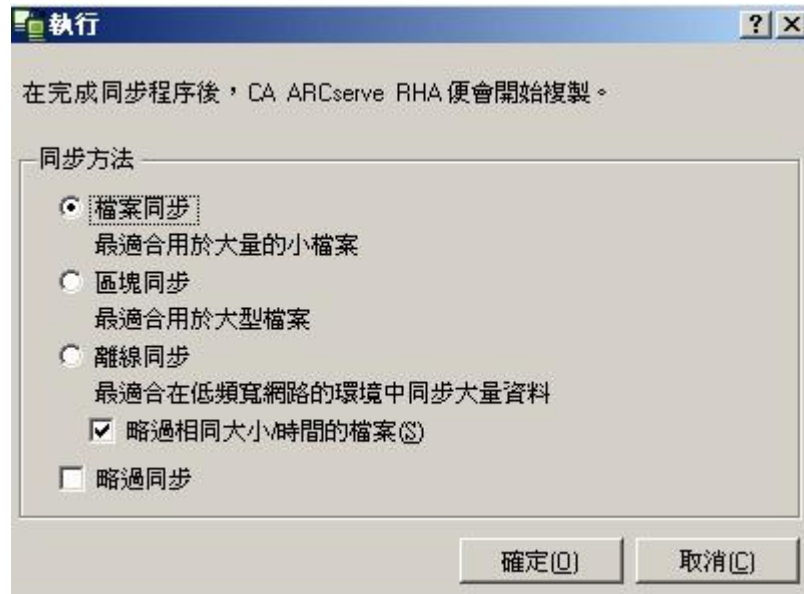 執行
在完成同步程序後，CA ARCserve RHA 便會開始複製。
同步方法
檔案同步
最適合用於大量的小檔案
區塊同步
最適合用於大型檔案
離線同步
最適合在低頻寬網路的環境中同步大量資料
略過相同大小/時間的檔案(S)
略過同步
確定(O) 取消(C)